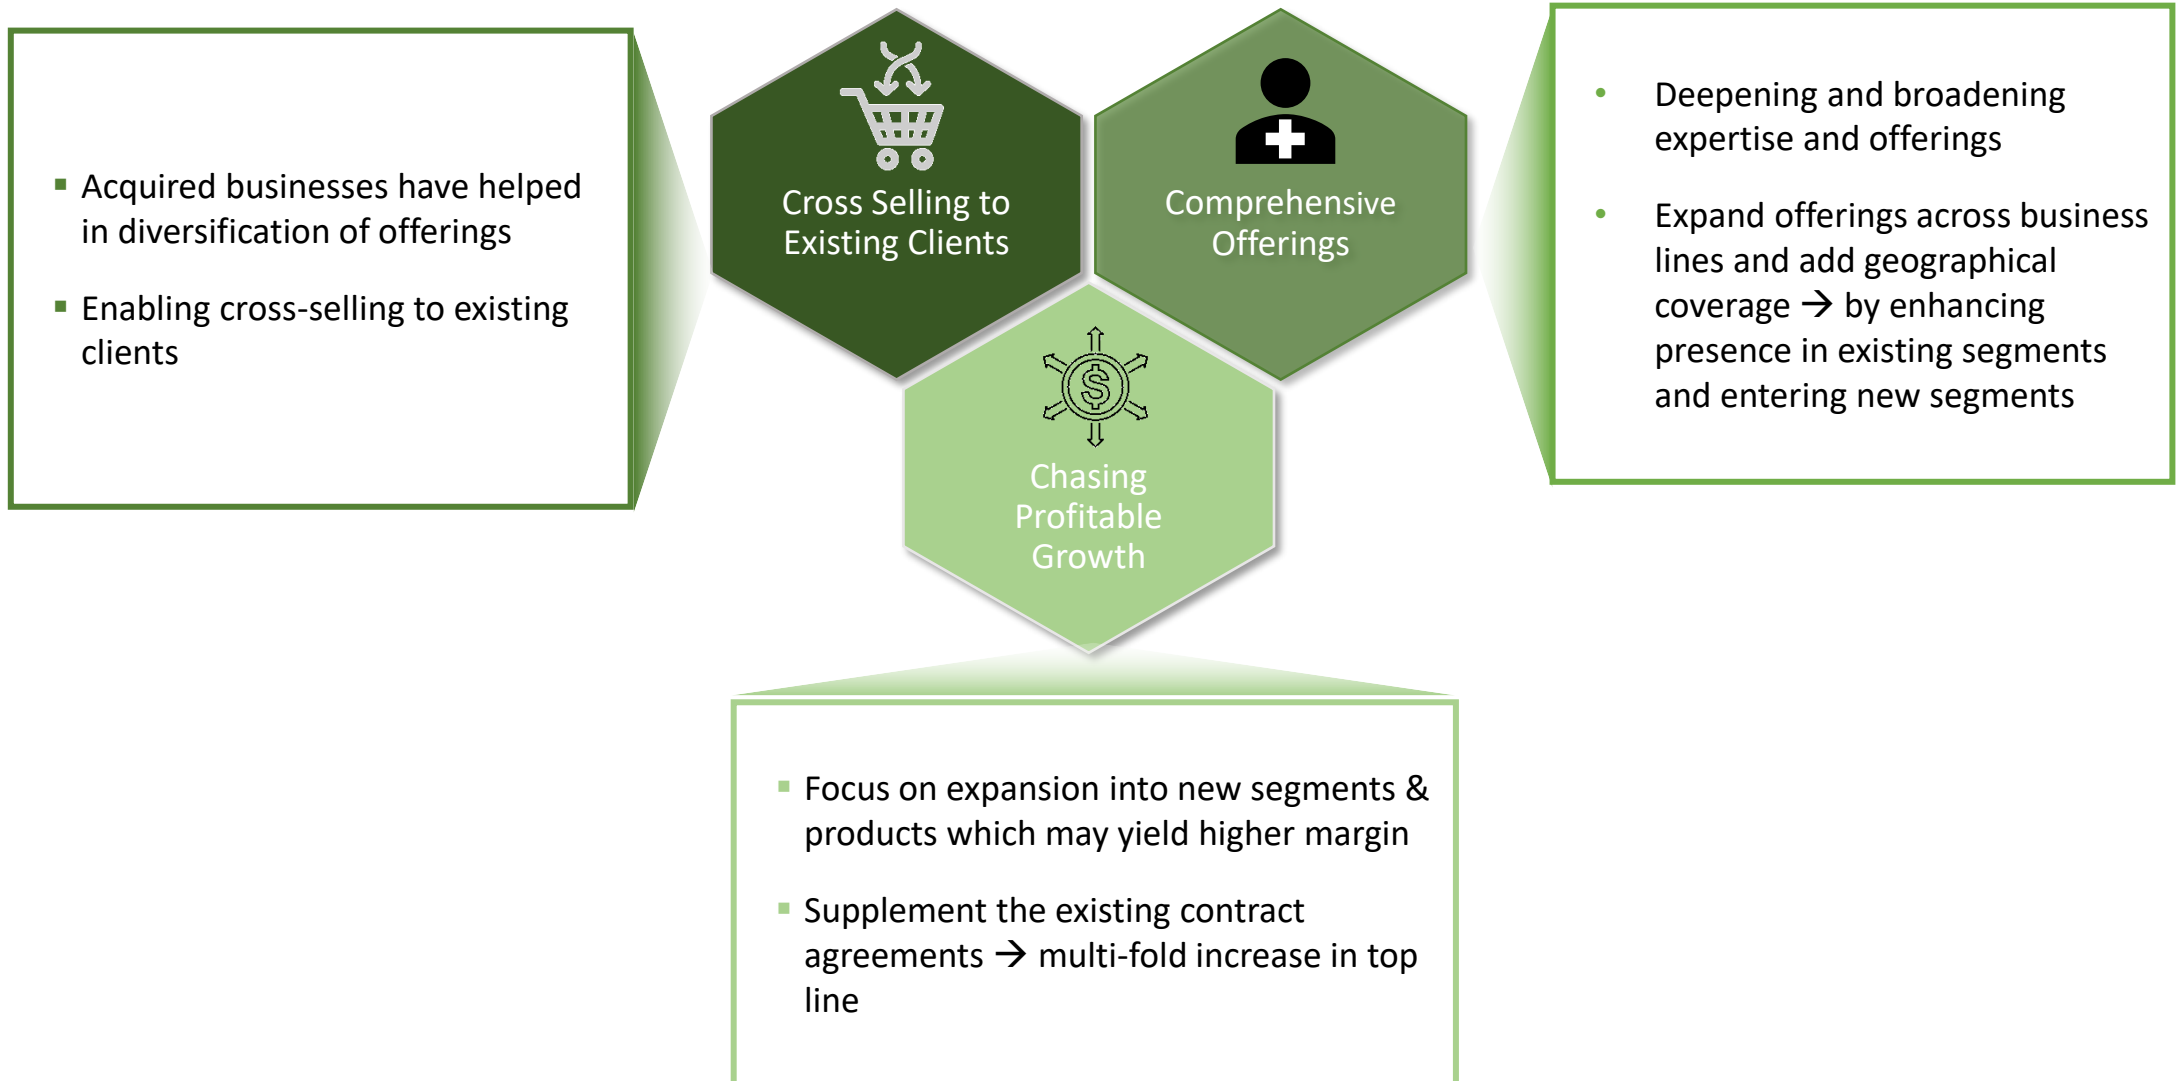 Acquired businesses have helped
in diversification of offerings
Enabling cross-selling to existing
clients
Cross Selling to
Existing Clients
Comprehensive
Offerings
Deepening and broadening
expertise and offerings
Expand offerings across business
lines and add geographical
coverage → by enhancing
presence in existing segments
and entering new segments
$
Chasing
Profitable
Growth
Focus on expansion into new segments &
products which may yield higher margin
Supplement the existing contract
agreements → multi-fold increase in top
line